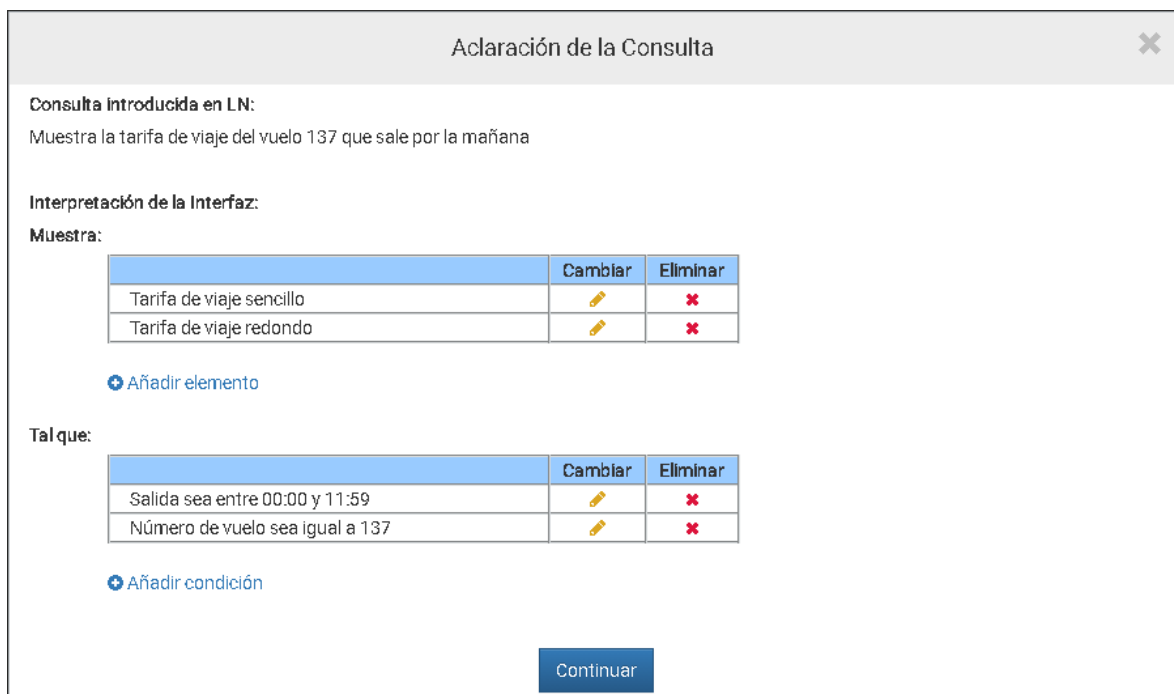 Aclaración de la Consulta
Consulta introducida en LN:
Muestra la tarifa de viaje del vuelo 137 que sale por la mañana
Interpretación de la Interfaz:
Muestra:
Cambiar Eliminar
Tarifa de viaje sencillo
Tarifa de viaje redondo
Añadir elemento
Tal que:
Cambiar Eliminar
Salida sea entre 00:00 y 11:59
Número de vuelo sea igual a 137
Añadir condición
Continuar